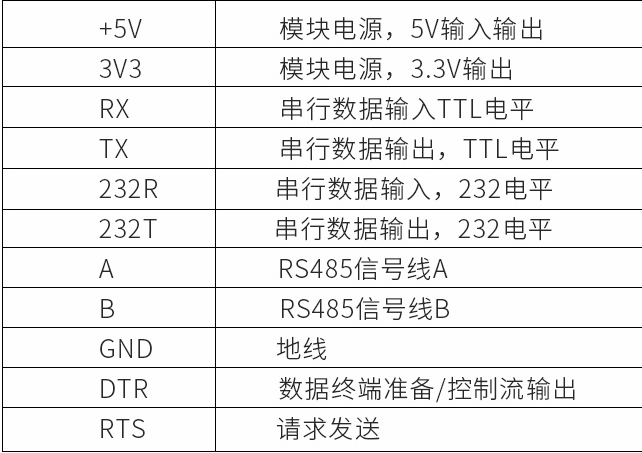 +5V 模块电源，5V输入输出
3V3 模块电源，3.3V输出
RX 串行数据输入TTL电平
TX 串行数据输出，TTL电平
232R 串行数据输入，232电平
232T 串行数据输出，232电平
A RS485信号线A
B RS485信号线B
GND 地线
DTR 数据终端准备/控制流输出
RTS 请求发送